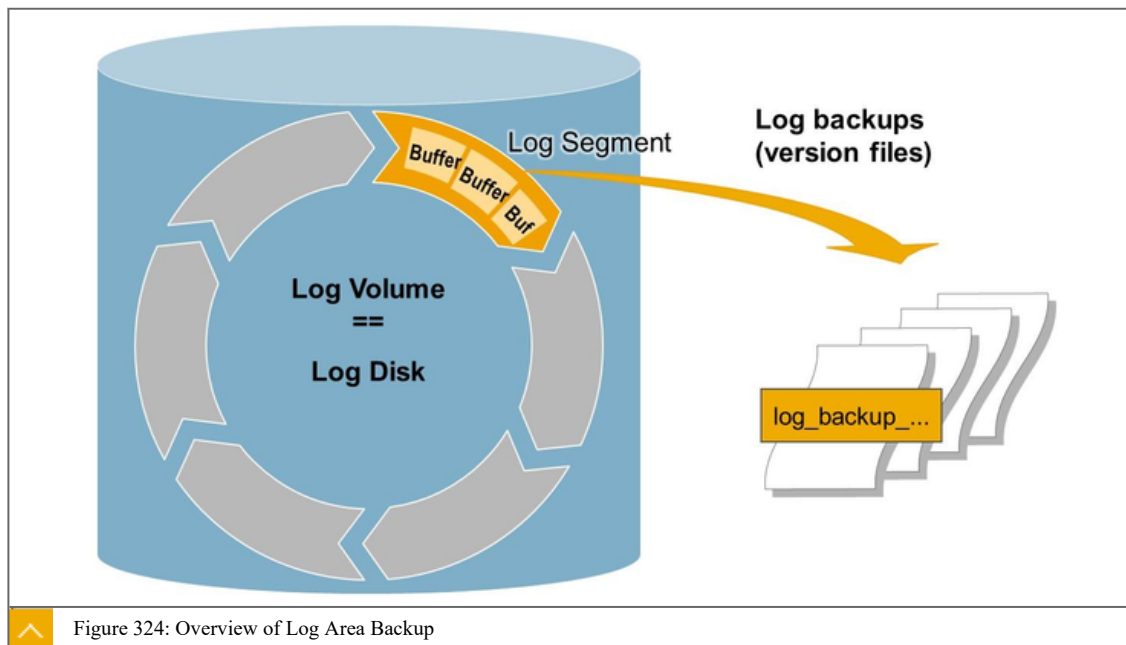 Log Segment
Buffer
Buffer
Buf
Log backups
(version files)
Log Volume
==
Log Disk
log_backup_...
Figure 324: Overview of Log Area Backup